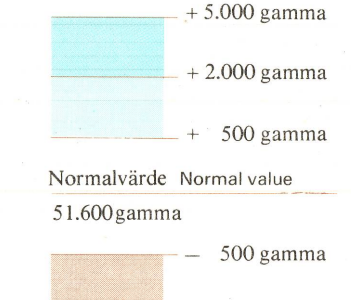 + 5.000 gamma
+ 2.000 gamma
+ 500 gamma
Normalvärde Normal value
51.600 gamma
– 500 gamma